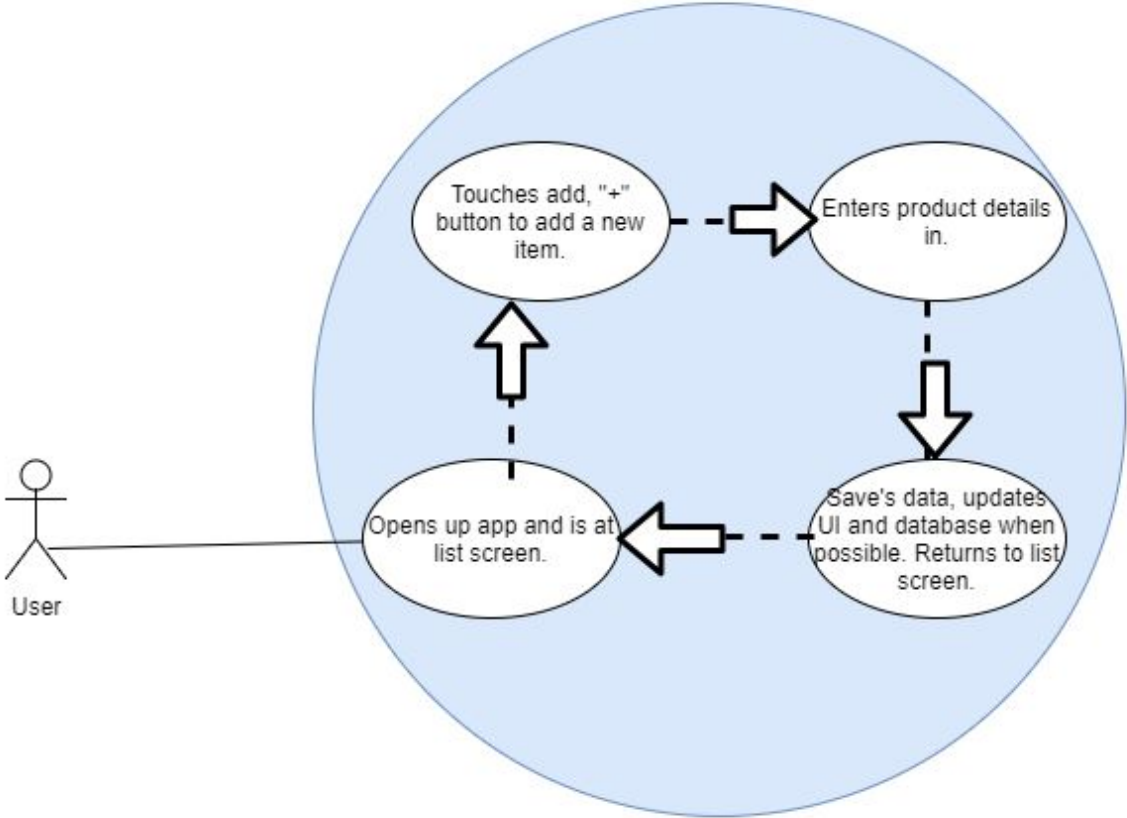 Touches add, "+"
button to add a new
item.
Enters product details
in.
Opens up app and is at
list screen.
Save's data, updates
UI and database when
possible. Returns to list
screen.
User